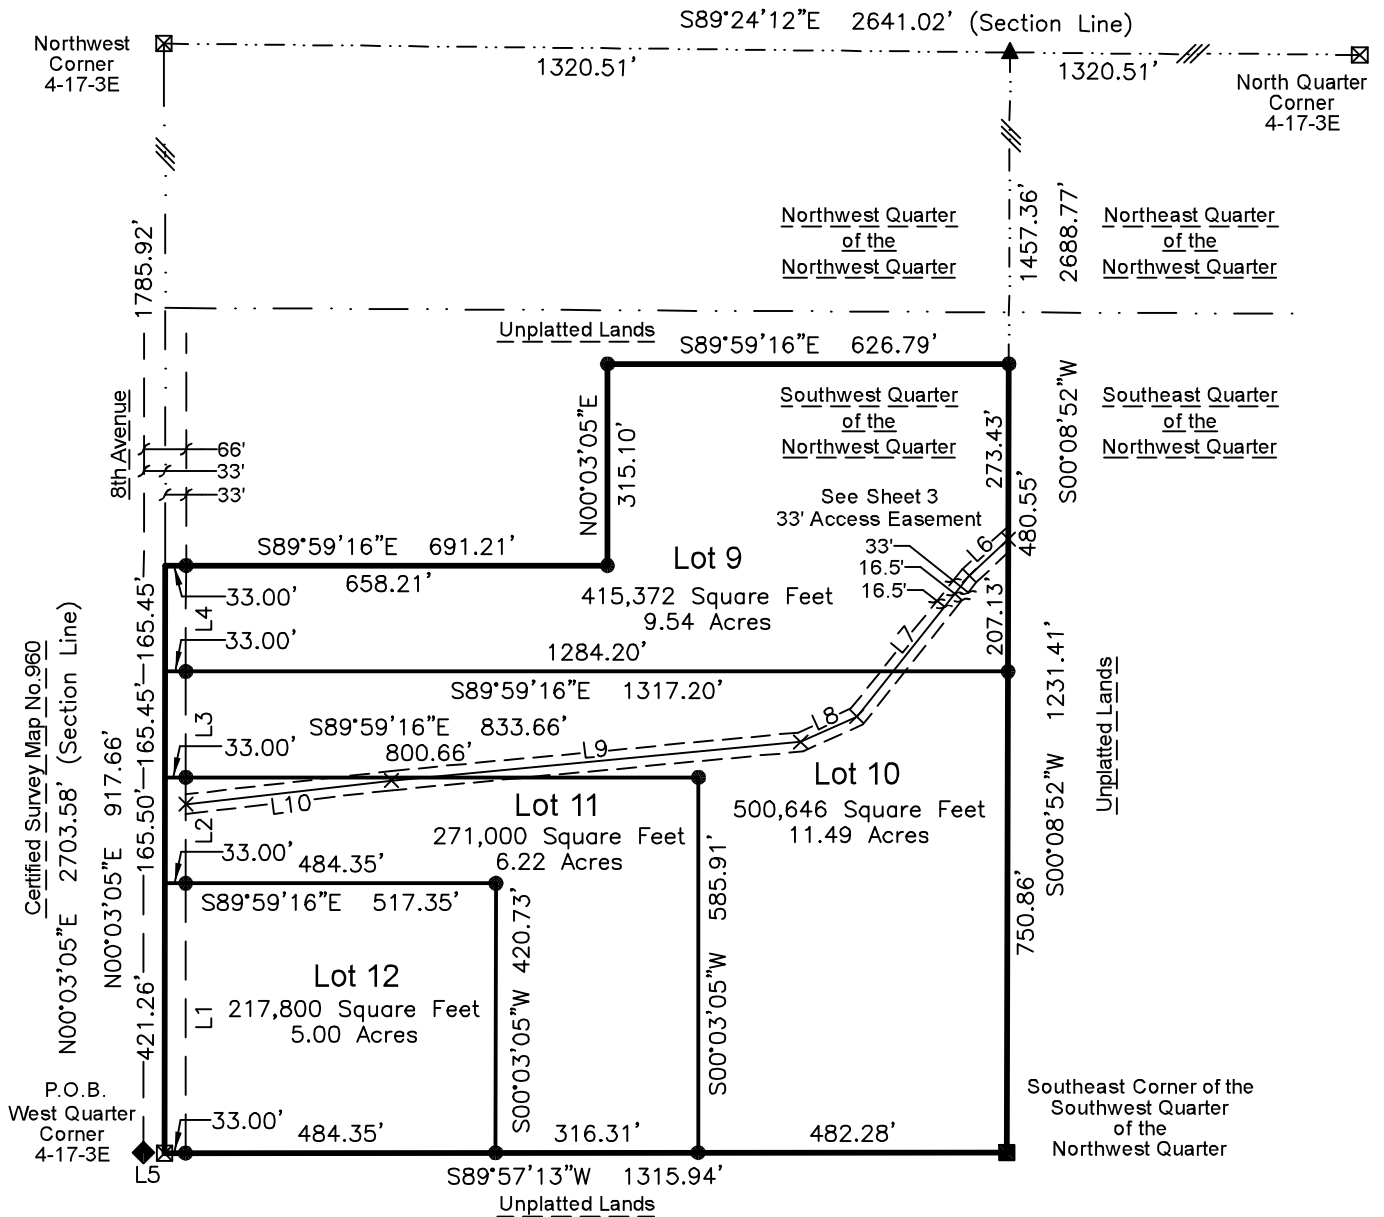 S89°24'12"E 2641.02' (Section Line)
Northwest
Corner
4-17-3E
1320.51'
1320.51'
North Quarter
Corner
4-17-3E
1785.92'
Northwest Quarter
of the
Northwest Quarter
1457.36'
2688.77'
Northeast Quarter
of the
Northwest Quarter
Unplatted Lands
S89°59'16"E 626.79'
8th Avenue
66'
33'
33'
N00°03'05"E
315.10'
Southwest Quarter
of the
Northwest Quarter
273.43'
S00°08'52"W
Southeast Quarter
of the
Northwest Quarter
See Sheet 3
33' Access Easement
33'
16.5'
16.5'
L6
480.55'
S89°59'16"E 691.21'
658.21'
Lot 9
415,372 Square Feet
9.54 Acres
165.45'
33.00'
L4
33.00'
L7
207.13'
1284.20'
S89°59'16"E 1317.20'
Certified Survey Map No.960
N00°03'05"E 2703.58' (Section Line)
N00°03'05"E 917.66'
165.45'
L3
S89°59'16"E 833.66'
33.00'
800.66'
L9
L8
S00°08'52"W 1231.41'
Unplatted Lands
L10
Lot 11
271,000 Square Feet
6.22 Acres
Lot 10
500,646 Square Feet
11.49 Acres
165.50'
L2
33.00'
484.35'
S89°59'16"E 517.35'
S00°03'05"W 420.73'
S00°03'05"W 585.91'
750.86'
Lot 12
217,800 Square Feet
5.00 Acres
421.26'
L1
P.O.B.
West Quarter
Corner
4-17-3E
L5
33.00'
484.35'
316.31'
482.28'
S89°57'13"W 1315.94'
Unplatted Lands
Southeast Corner of the
Southwest Quarter
of the
Northwest Quarter